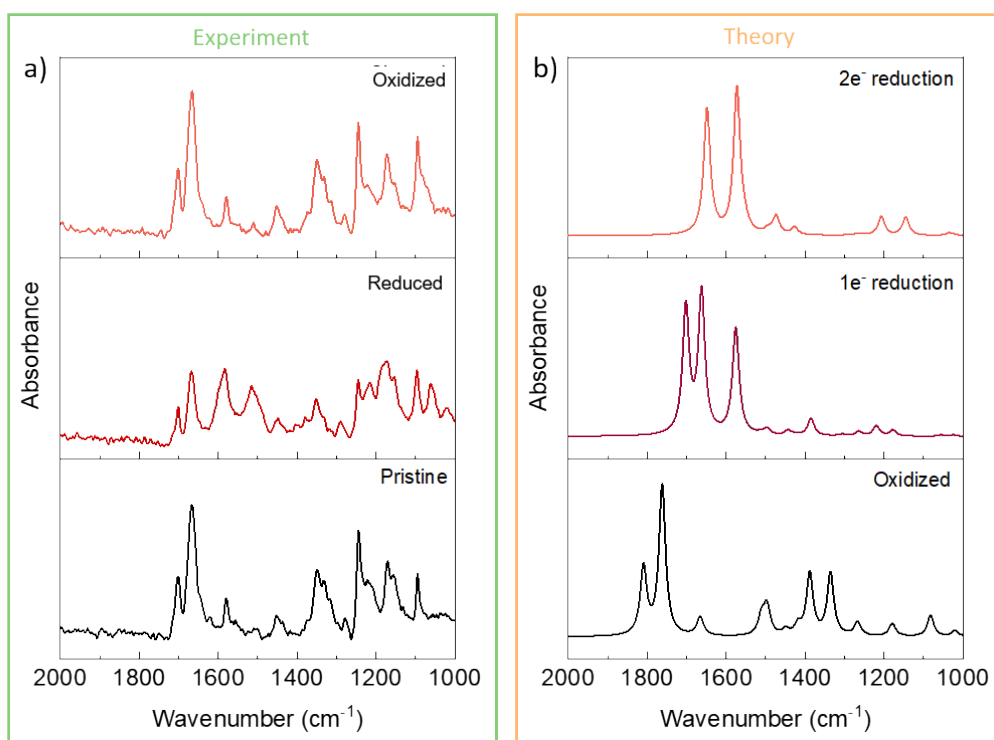 Experiment
a)
Oxidized
Reduced
Pristine
Absorbance
2000 1800 1600 1400 1200 1000
Wavenumber (cm⁻¹)
Theory
b)
2e⁻ reduction
1e⁻ reduction
Oxidized
Absorbance
2000 1800 1600 1400 1200 1000
Wavenumber (cm⁻¹)